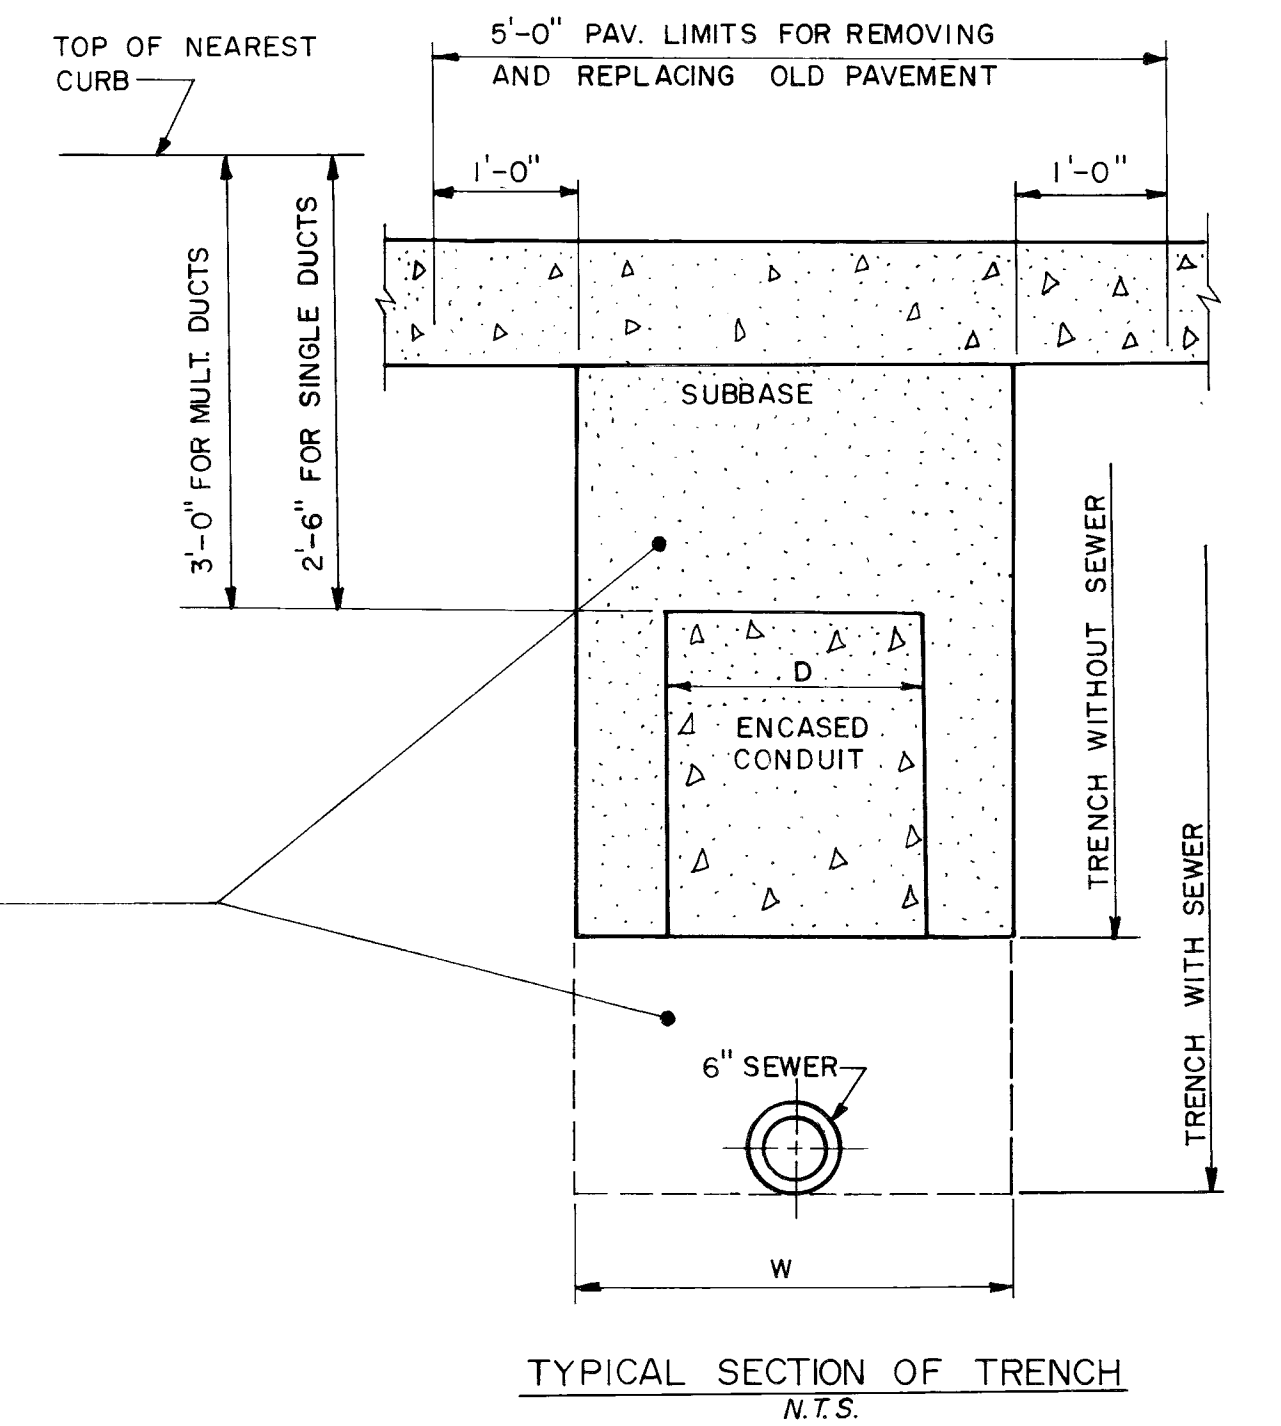 TOP OF NEAREST
CURB
5'-0" PAV. LIMITS FOR REMOVING
AND REPLACING OLD PAVEMENT
1'-0"
1'-0"
3'-0" FOR MULT. DUCTS
2'-6" FOR SINGLE DUCTS
SUBBASE
D
ENCASED
CONDUIT
TRENCH WITHOUT SEWER
TRENCH WITH SEWER
6" SEWER
W
TYPICAL SECTION OF TRENCH
N.T.S.